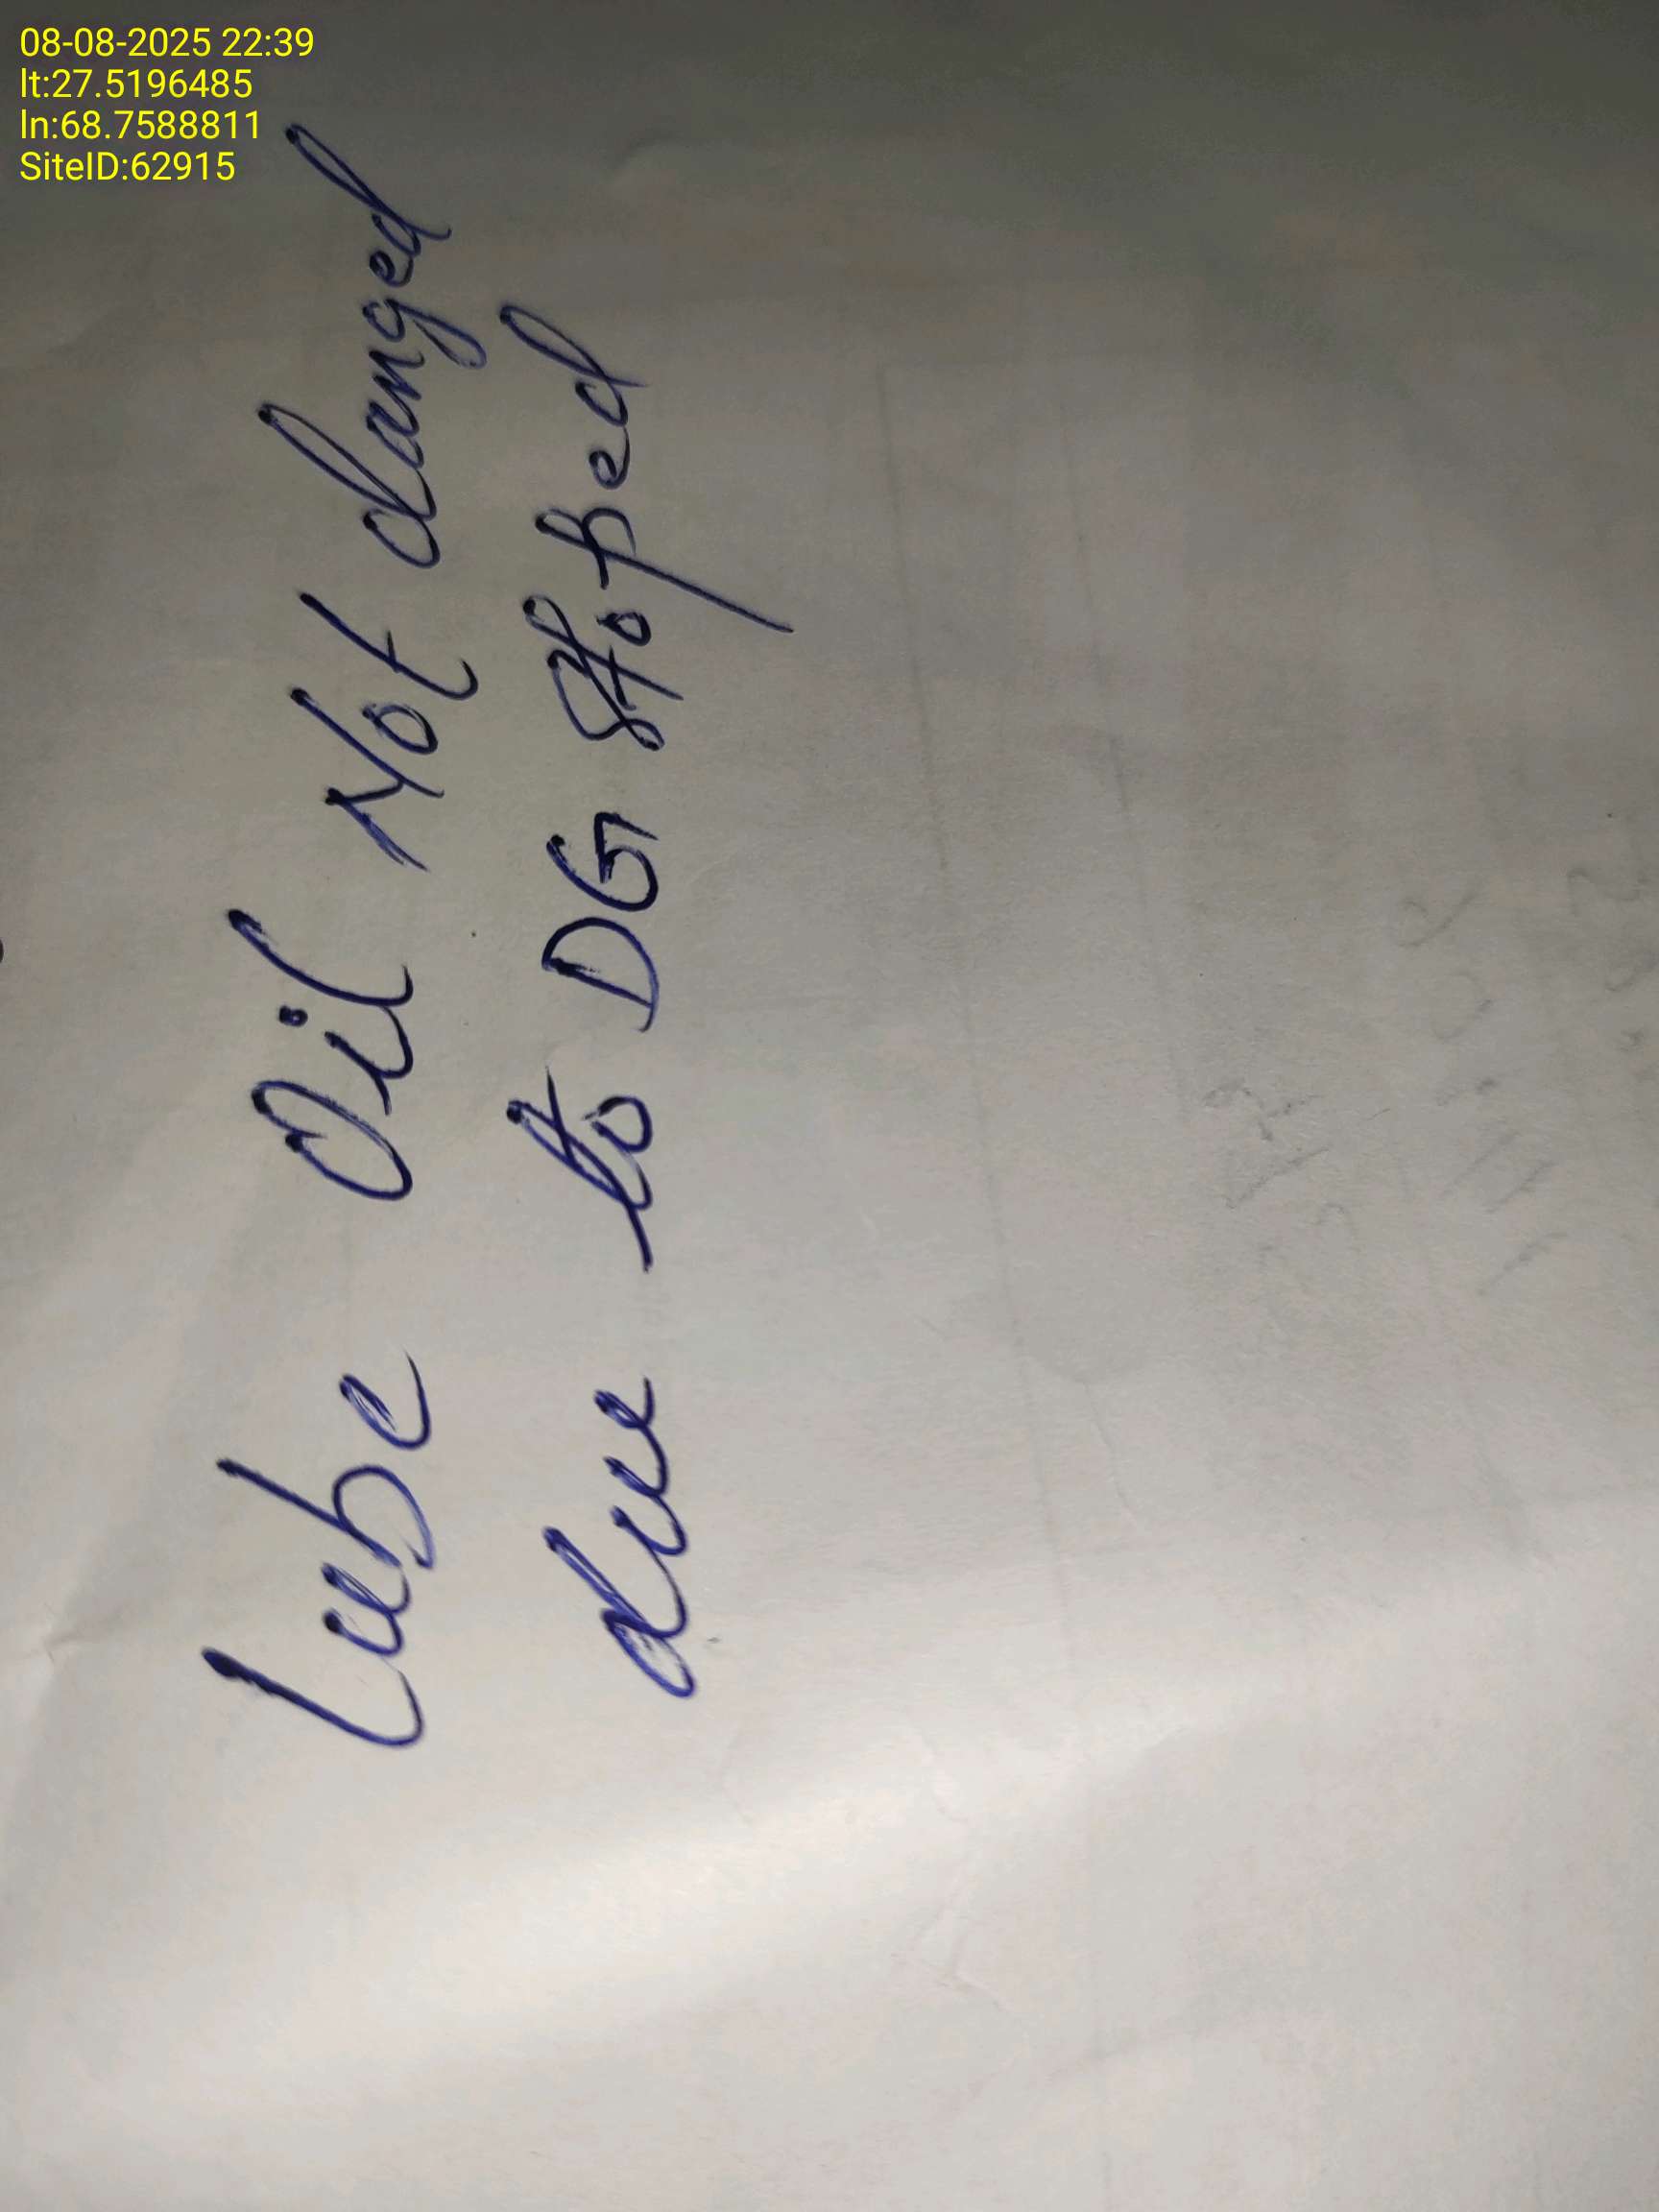 08-08-2025 22:39
lt:27.5196485
ln:68.7588811
SiteID:62915
Lube Oil Not changed
due to DG Stoped